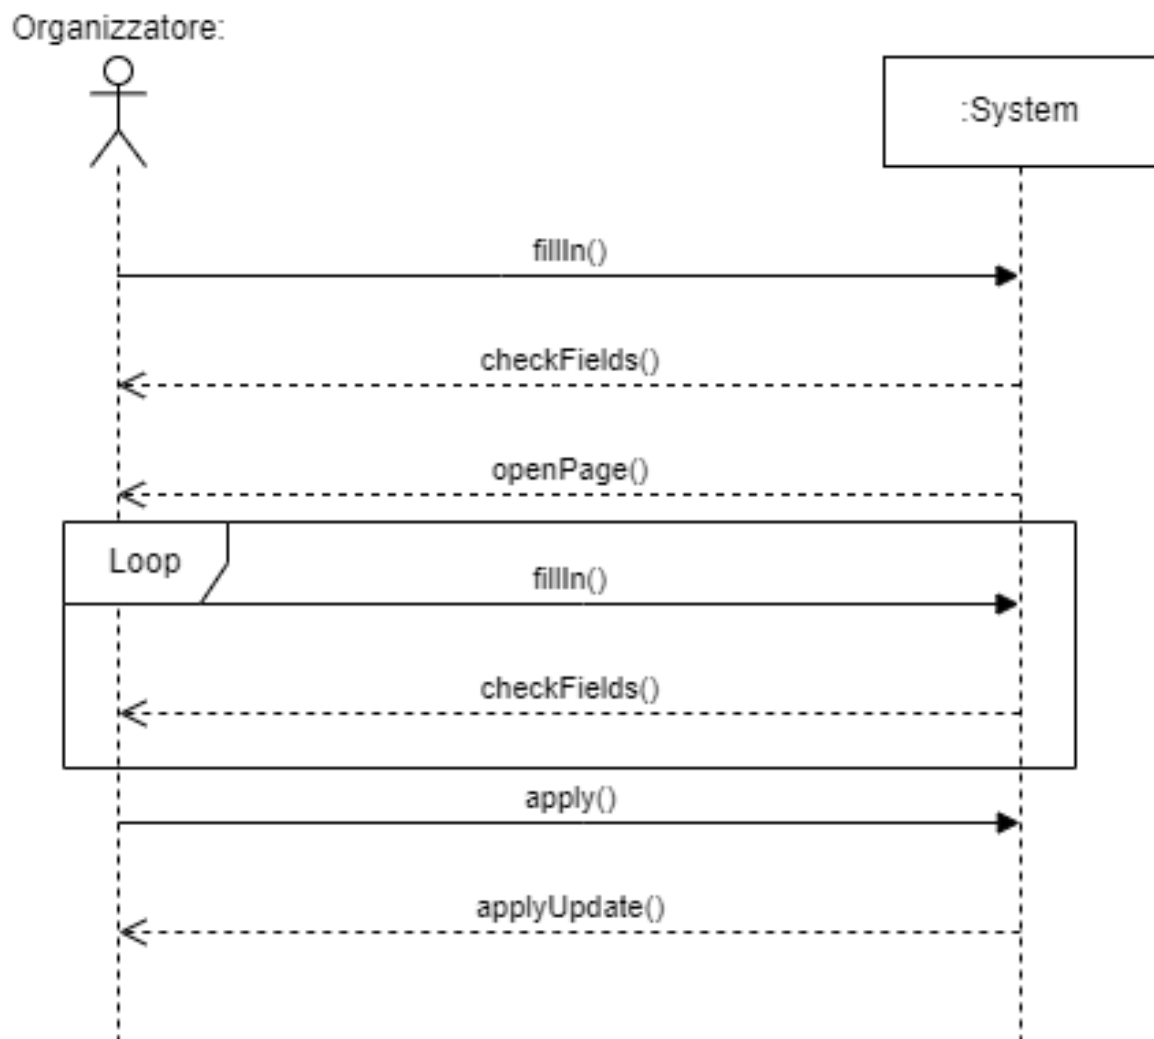 Organizzatore:
:System
fillIn()
checkFields()
openPage()
Loop
fillIn()
checkFields()
apply()
applyUpdate()